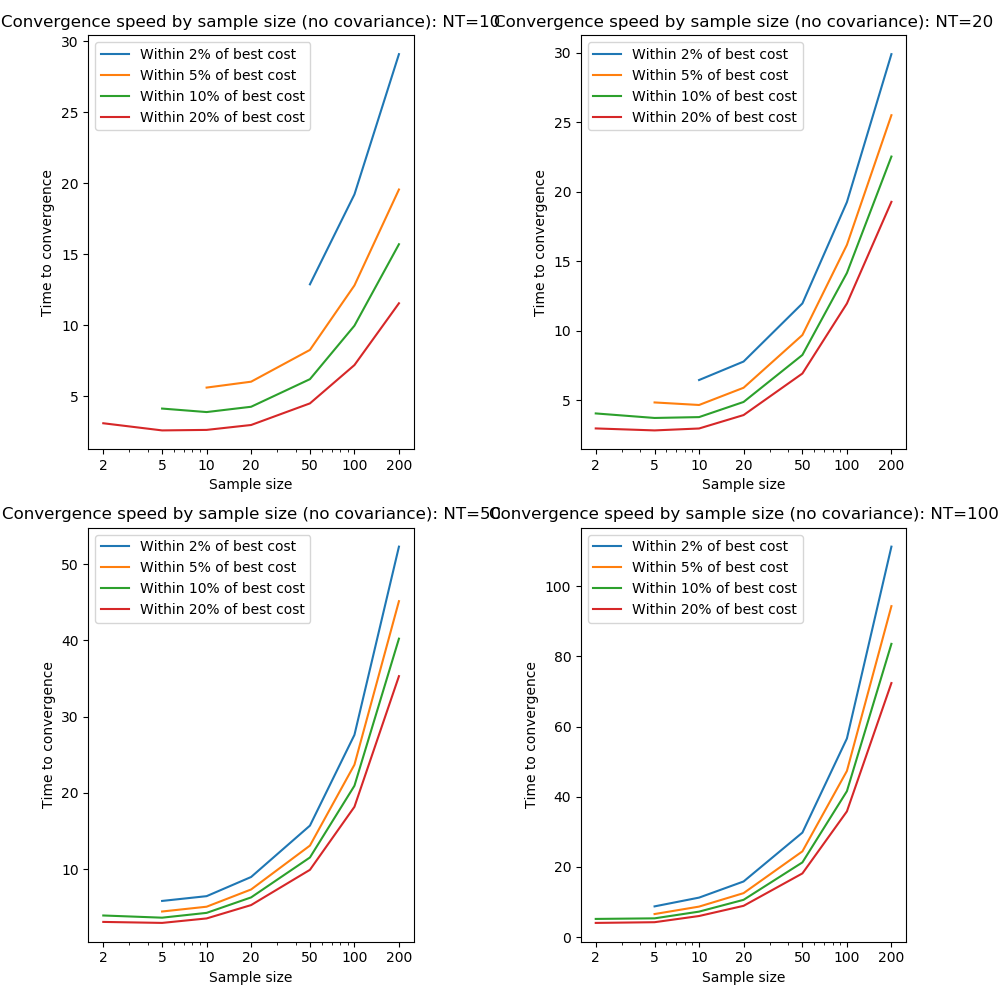 Convergence speed by sample size (no covariance): NT=10
30
25
20
15
10
5
Time to convergence
Within 2% of best cost
Within 5% of best cost
Within 10% of best cost
Within 20% of best cost
2 5 10 20 50 100 200
Sample size
Convergence speed by sample size (no covariance): NT=20
30
25
20
15
10
5
Time to convergence
Within 2% of best cost
Within 5% of best cost
Within 10% of best cost
Within 20% of best cost
2 5 10 20 50 100 200
Sample size
Convergence speed by sample size (no covariance): NT=50
50
40
30
20
10
Time to convergence
Within 2% of best cost
Within 5% of best cost
Within 10% of best cost
Within 20% of best cost
2 5 10 20 50 100 200
Sample size
Convergence speed by sample size (no covariance): NT=100
100
80
60
40
20
0
Time to convergence
Within 2% of best cost
Within 5% of best cost
Within 10% of best cost
Within 20% of best cost
2 5 10 20 50 100 200
Sample size